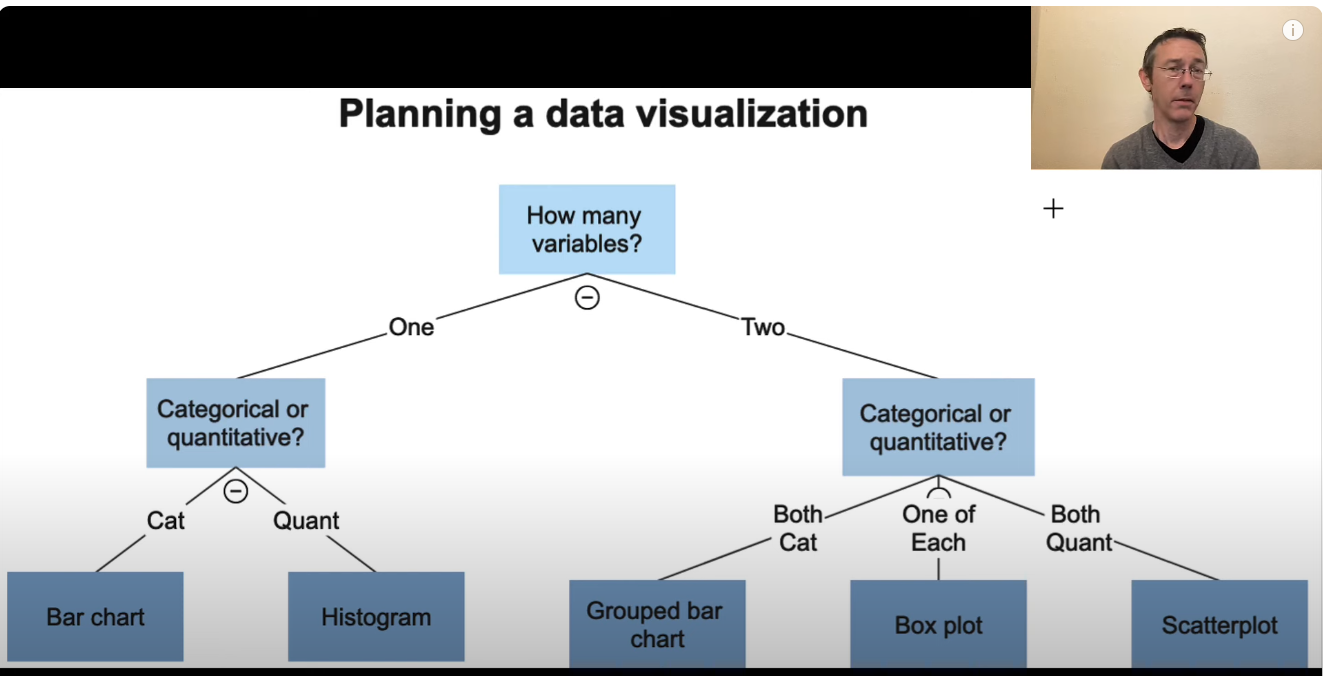 Planning a data visualization
How many
variables?
One
Two
Categorical or
quantitative?
Categorical or
quantitative?
Cat
Quant
Both
Cat
One of
Each
Both
Quant
Bar chart
Histogram
Grouped bar
chart
Box plot
Scatterplot